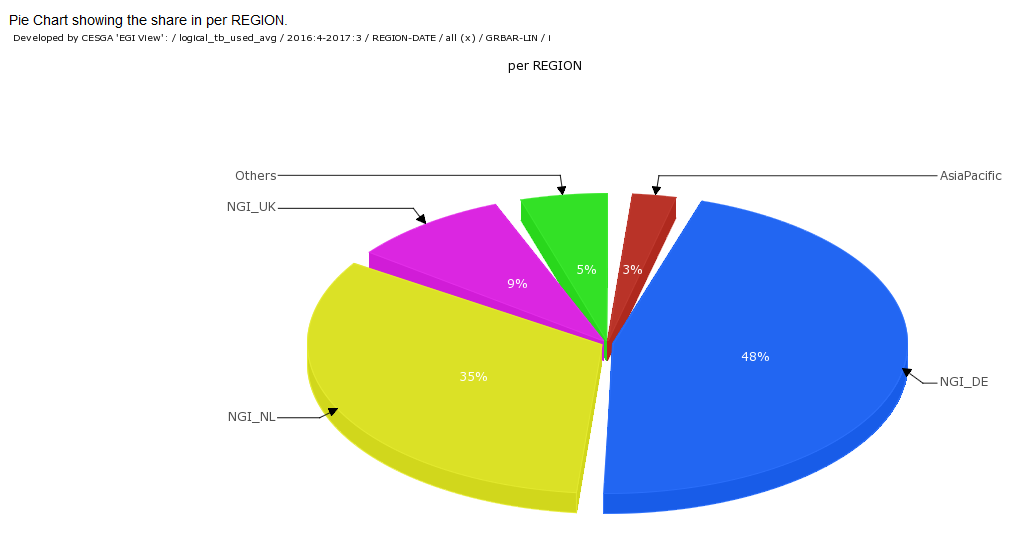 Pie Chart showing the share in per REGION.
Developed by CESGA 'EGI View': / logical_tb_used_avg / 2016:4-2017:3 / REGION-DATE / all (x) / GRBAR-LIN / l
per REGION
Others
AsiaPacific
NGI_UK
5%
3%
9%
48%
35%
NGI_DE
NGI_NL